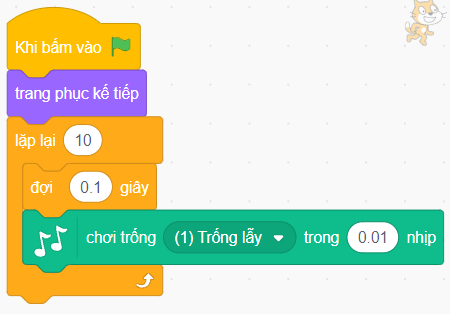 Khi bấm vào
trang phục kế tiếp
lặp lại 10
đợi 0.1 giây
chơi trống (1) Trống lẫy trong 0.01 nhịp